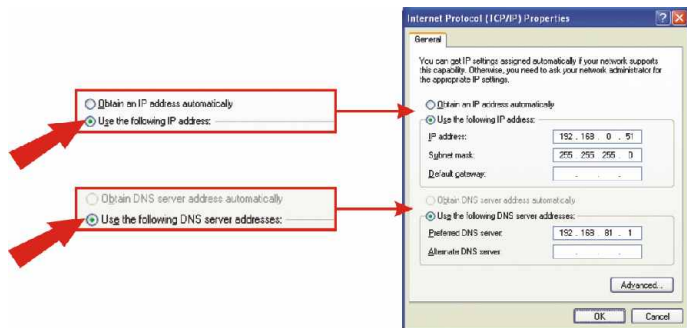 Internet Protocol (TCP/IP) Properties
General
You can get IP settings assigned automatically if your network supports
this capability. Otherwise, you need to ask your network administrator for
the appropriate IP settings.
Obtain an IP address automatically
Use the following IP address:
Obtain an IP address automatically
Use the following IP address:
IP address: 192 . 168 . 0 . 51
Subnet mask: 255 . 255 . 255 . 0
Default gateway: . . .
Obtain DNS server address automatically
Use the following DNS server addresses:
Obtain DNS server address automatically
Use the following DNS server addresses:
Preferred DNS server: 192 . 168 . 81 . 1
Alternate DNS server: . . .
Advanced...
OK Cancel